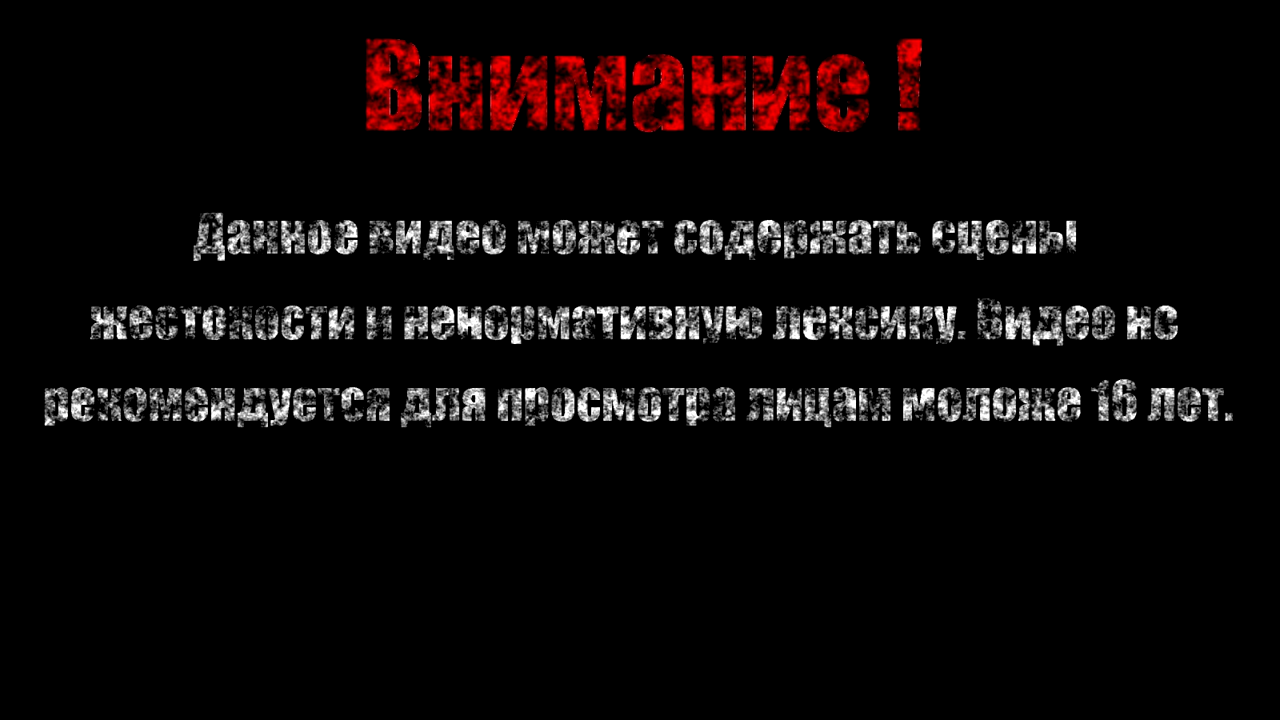 Внимание !
Данное видео может содержать сцены
жестокости и ненормативную лексику. Видео не
рекомендуется для просмотра лицам моложе 16 лет.